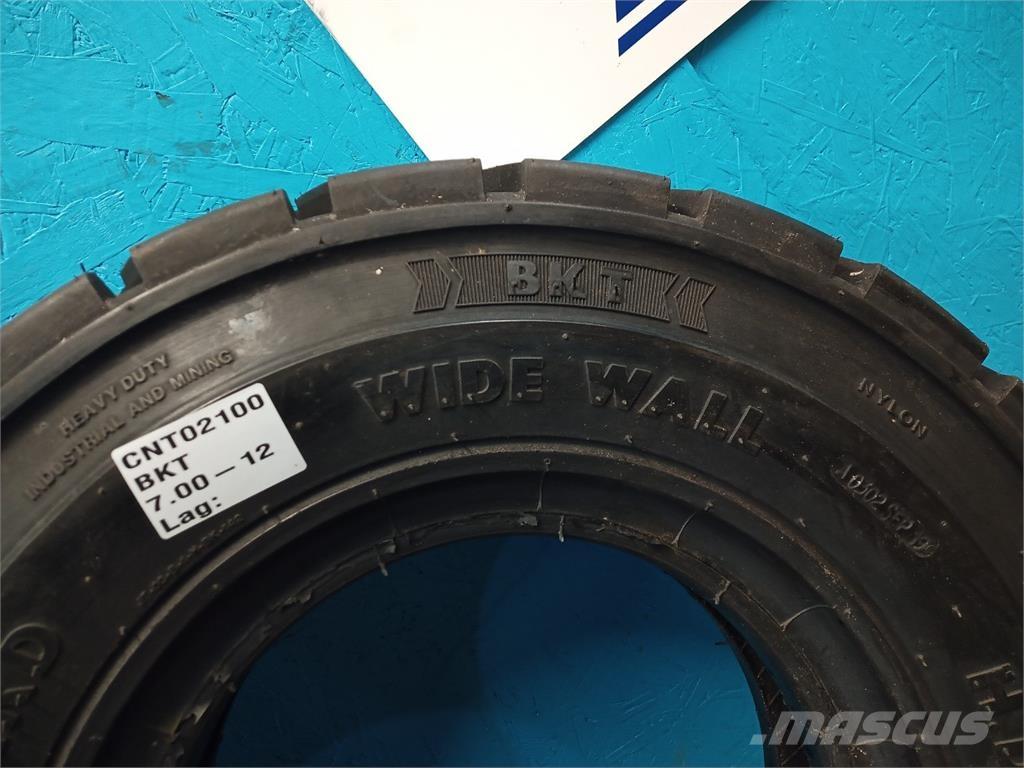 BKT
WIDE WALL
HEAVY DUTY
INDUSTRIAL AND MINING
NYLON
CNT02100
BKT
7.00-12
Lag:
MASCUS